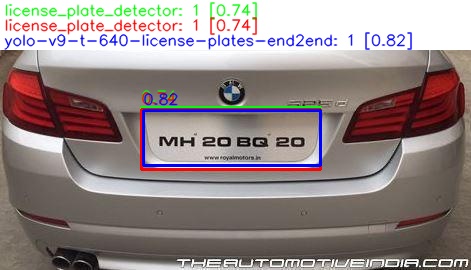 license_plate_detector: 1 [0.74]
license_plate_detector: 1 [0.74]
yolo-v9-t-640-license-plates-end2end: 1 [0.82]
0.82
525d
MH 20 BQ 20
www.royalmotors.in
THEAUTOMOTIVEINDIA.COM